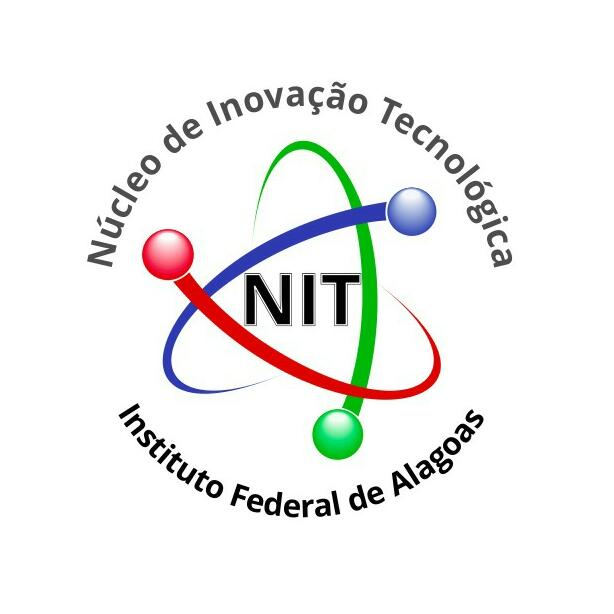 Núcleo de Inovação Tecnológica
NIT
Instituto Federal de Alagoas